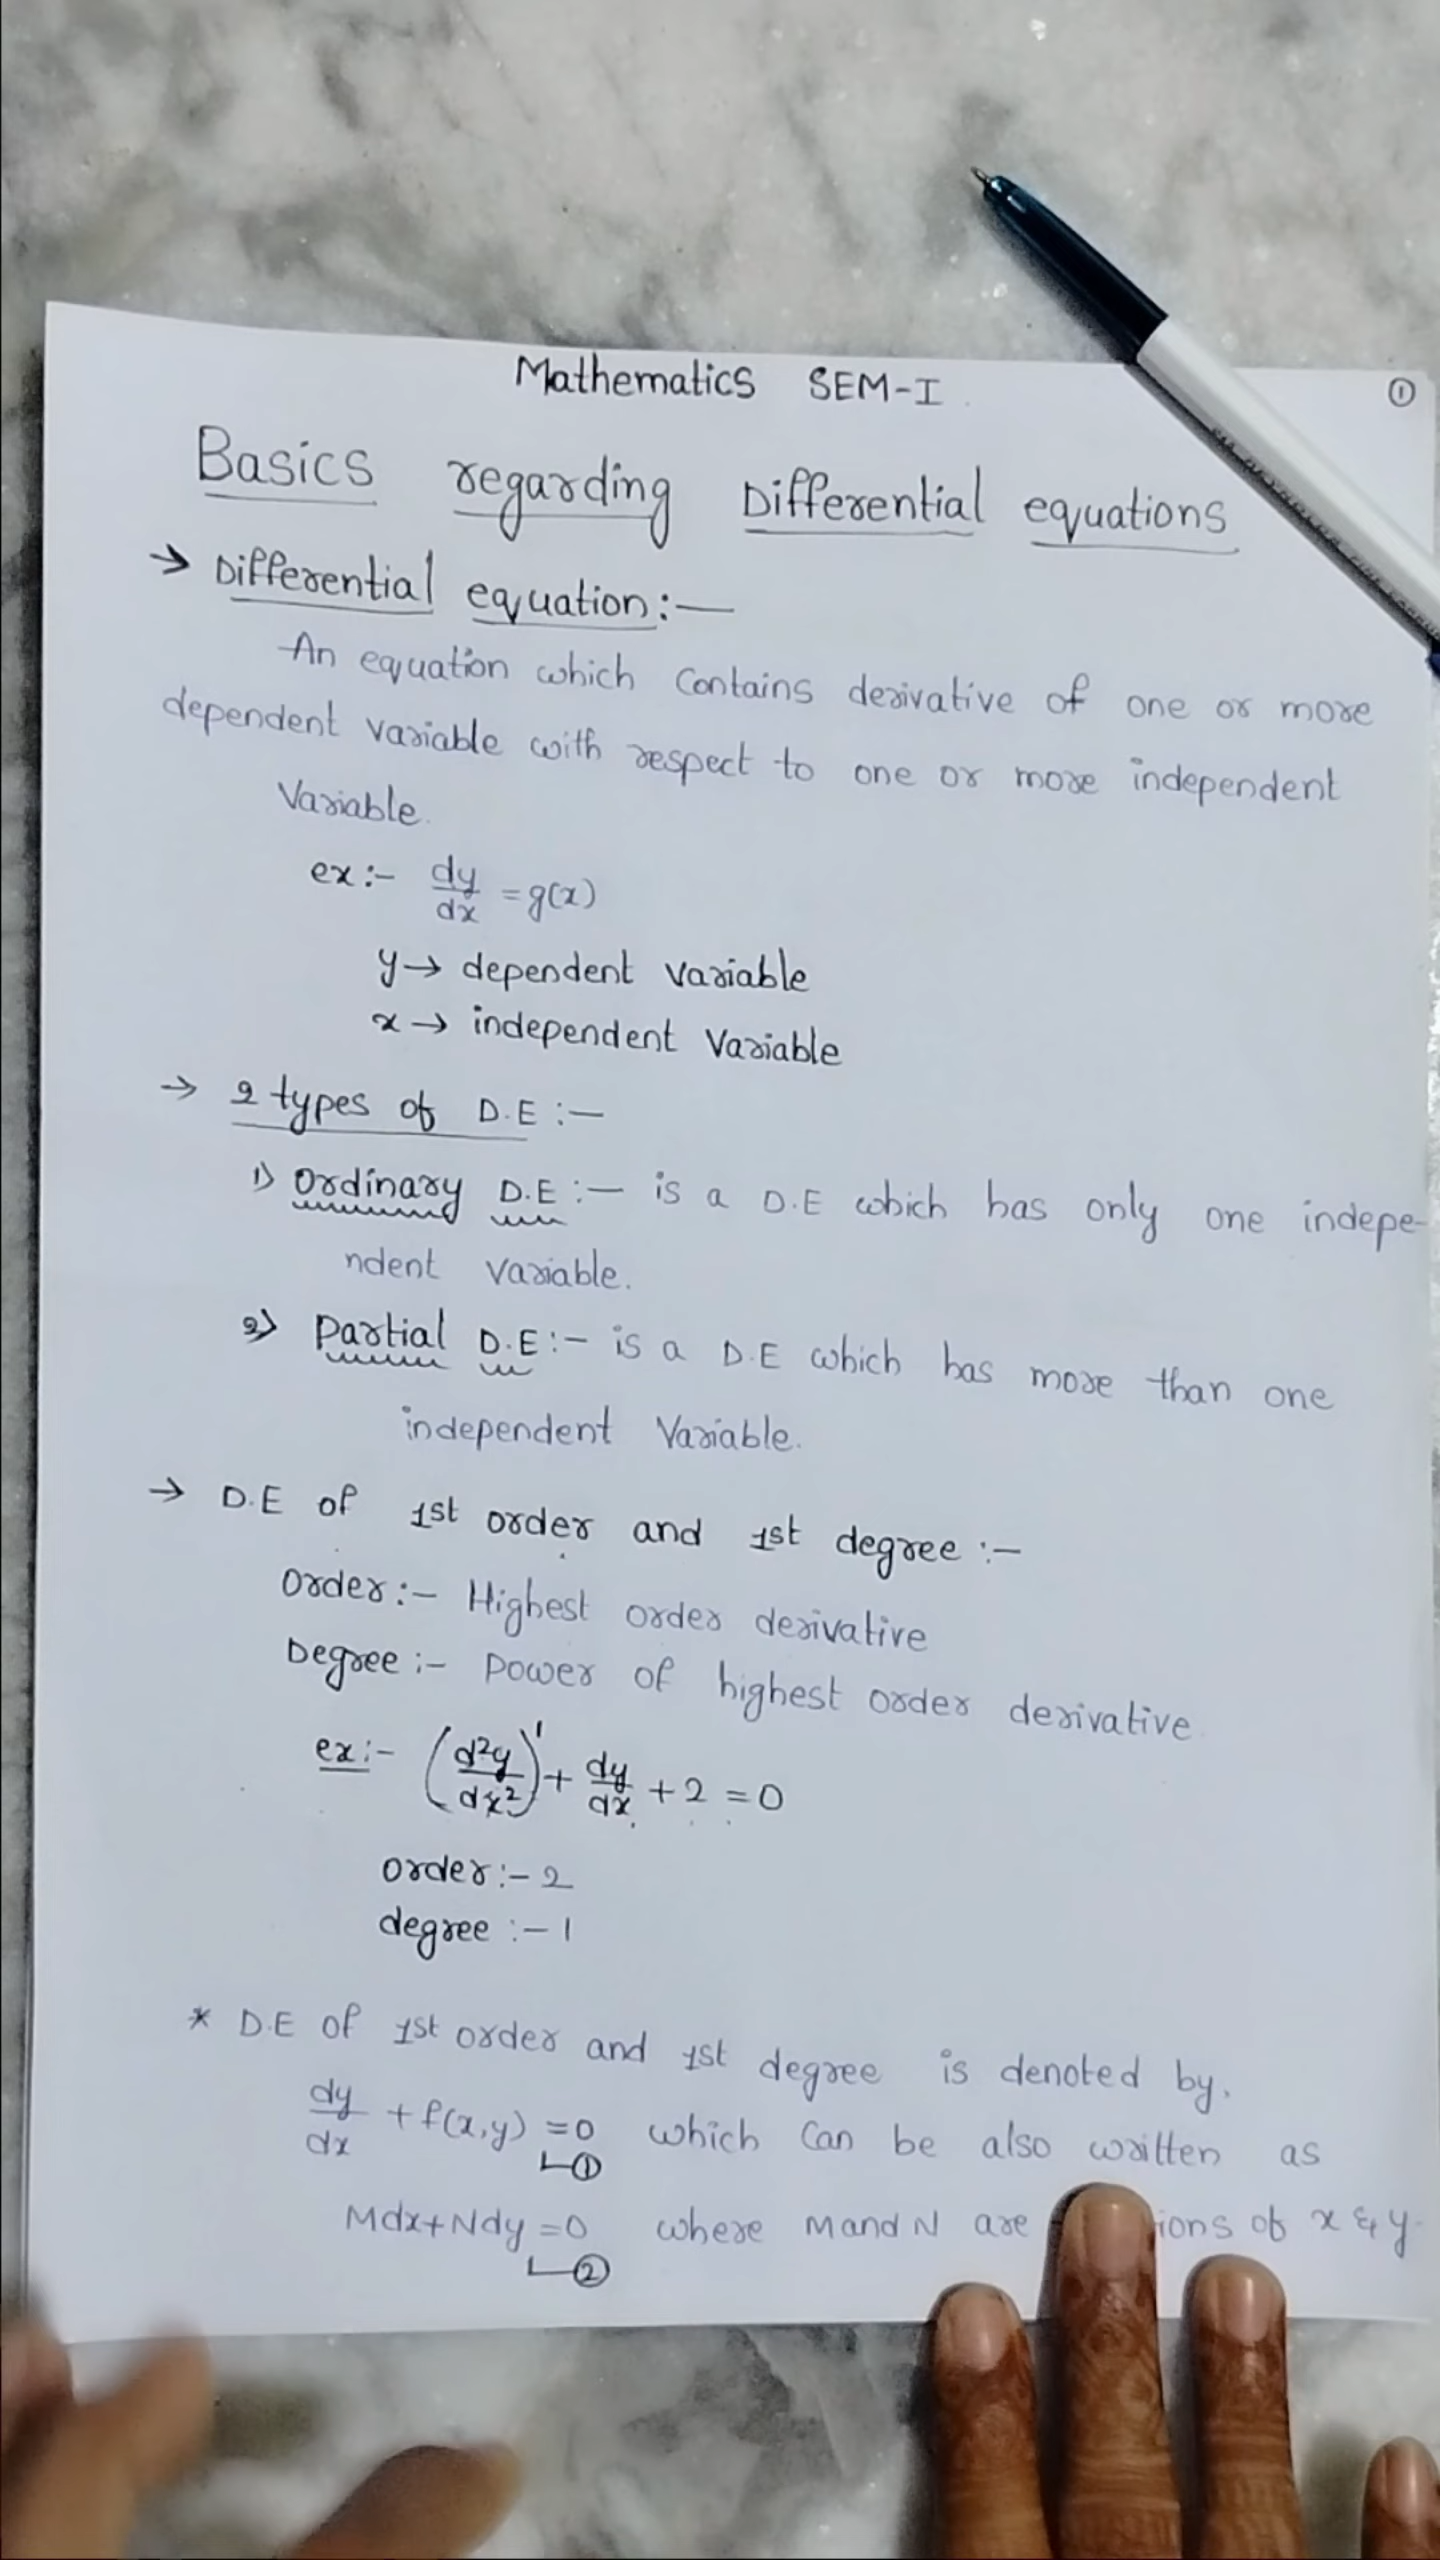 Mathematics SEM-I
①
Basics regarding Differential equations
→ Differential equation:—
An equation which contains derivative of one or more
dependent variable with respect to one or more independent
Variable.
ex:- dy/dx = g(x)
y → dependent variable
x → independent Variable
→ 2 types of D.E :—
1) Ordinary D.E :— is a D.E which has only one indepe-
ndent variable.
2) Partial D.E :- is a D.E which has more than one
independent Variable.
→ D.E of 1st order and 1st degree :—
Order :- Highest order derivative
Degree :- Power of highest order derivative
ex:- (d²y/dx²)¹ + dy/dx + 2 = 0
order :- 2
degree :- 1
* D.E of 1st order and 1st degree is denoted by,
dy/dx + f(x,y) = 0 which can be also written as
①
Mdx+Ndy = 0 where M and N are ions of x & y.
②